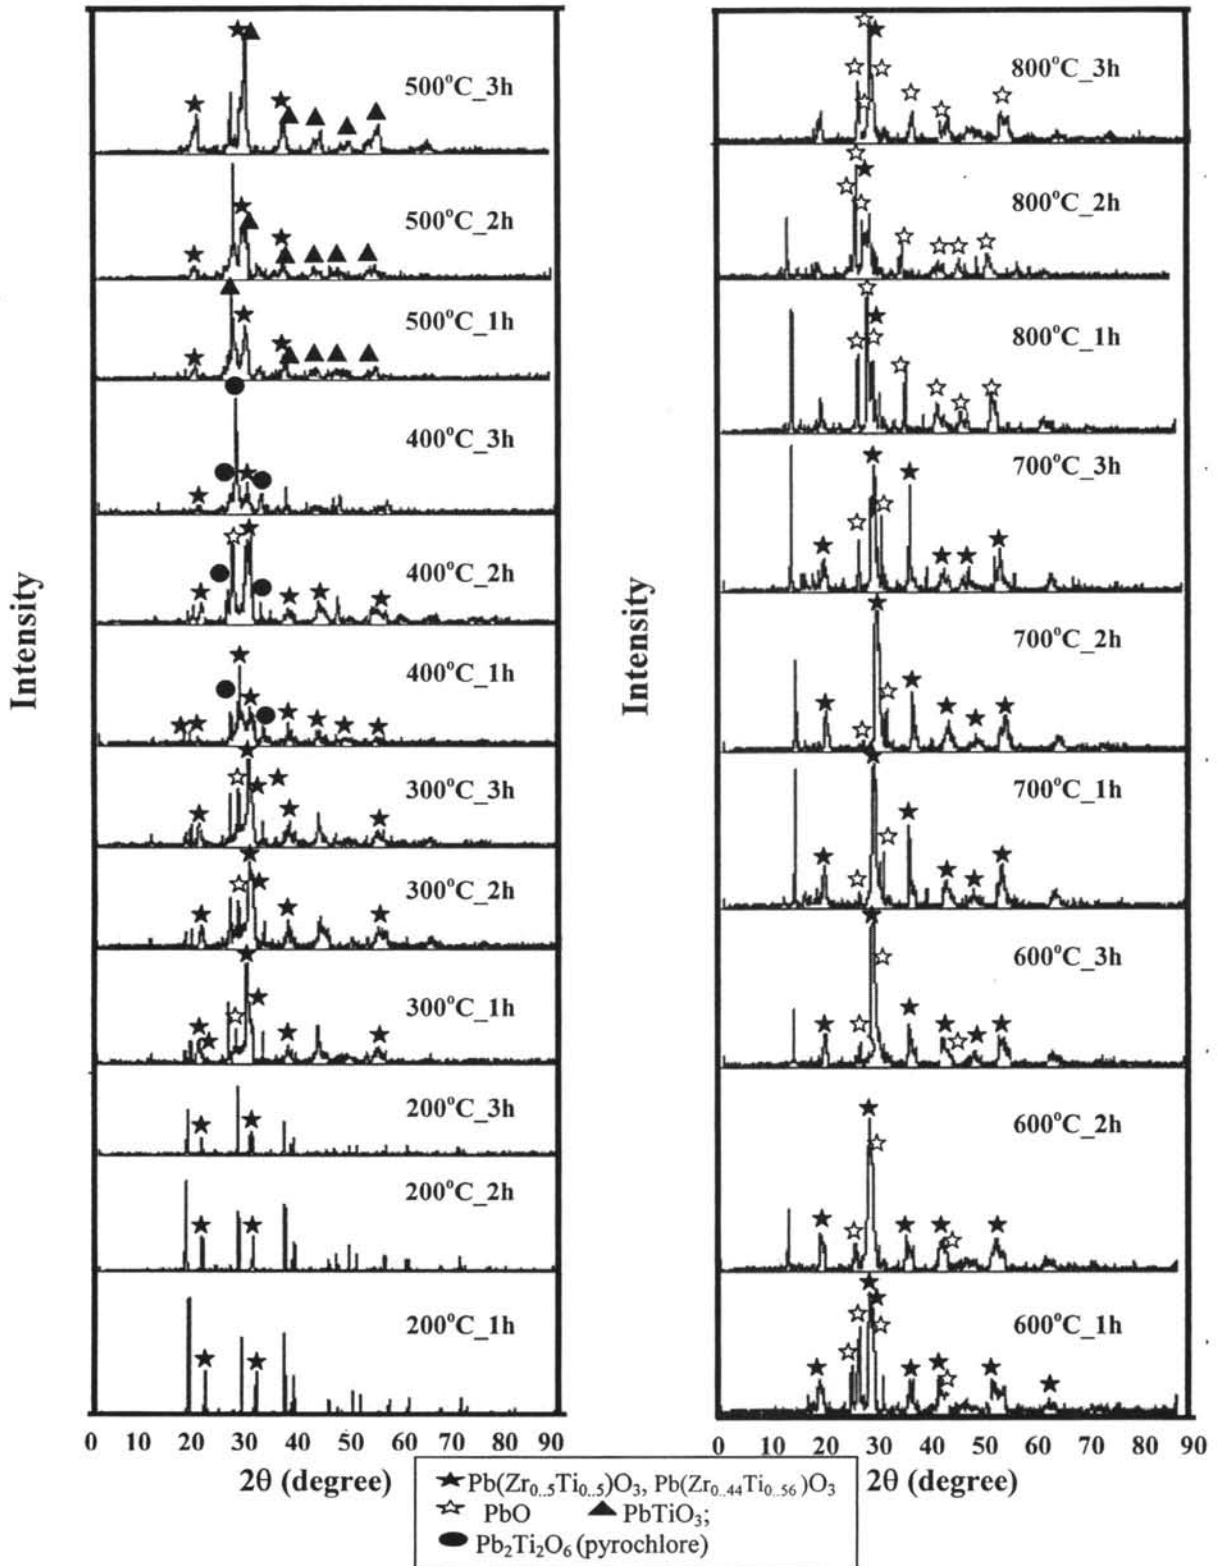 500°C_3h
500°C_2h
500°C_1h
400°C_3h
400°C_2h
400°C_1h
300°C_3h
300°C_2h
300°C_1h
200°C_3h
200°C_2h
200°C_1h
Intensity
0 10 20 30 40 50 60 70 80 90
2θ (degree)
800°C_3h
800°C_2h
800°C_1h
700°C_3h
700°C_2h
700°C_1h
600°C_3h
600°C_2h
600°C_1h
Intensity
0 10 20 30 40 50 60 70 80 90
2θ (degree)
★ Pb(Zr₀..₅Ti₀..₅)O₃, Pb(Zr₀.₄₄Ti₀.₅₆)O₃
☆ PbO ▲ PbTiO₃;
● Pb₂Ti₂O₆ (pyrochlore)